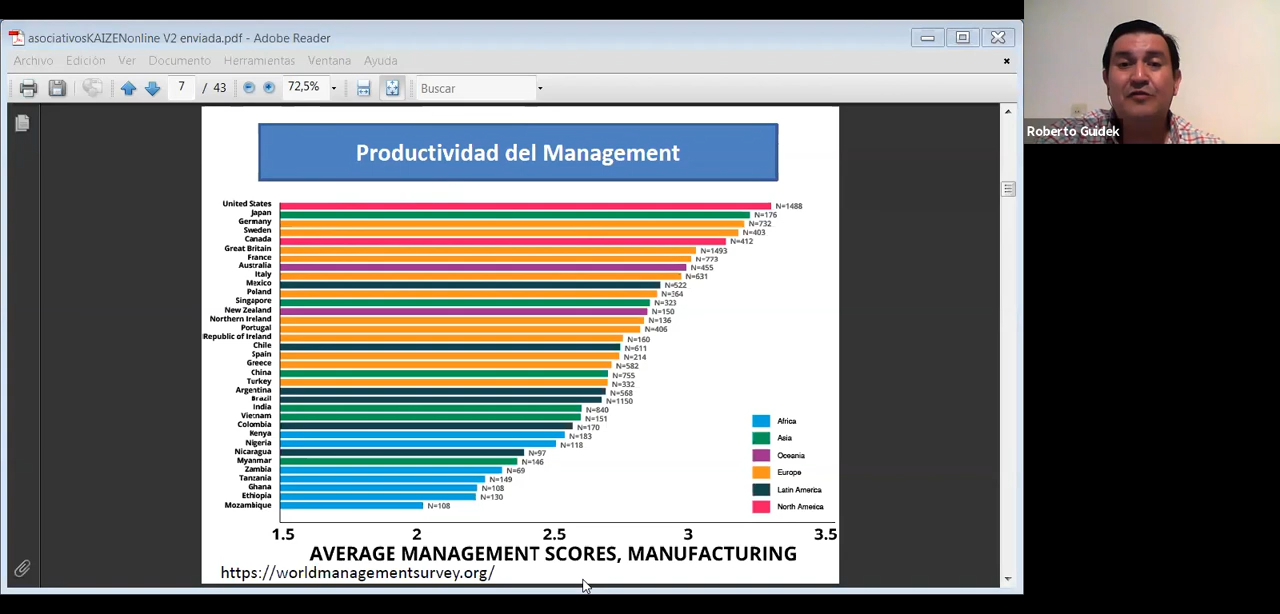 asociativosKAIZENonline V2 enviada.pdf - Adobe Reader
Archivo Edición Ver Documento Herramientas Ventana Ayuda
7 / 43 72,5% Buscar
Roberto Guidek
Productividad del Management
United States N=1488
Japan N=176
Germany N=732
Sweden N=403
Canada N=412
Great Britain N=1493
France N=773
Australia N=455
Italy N=631
Mexico N=522
Poland N=364
Singapore N=323
New Zealand N=150
Northern Ireland N=136
Portugal N=406
Republic of Ireland N=160
Chile N=611
Spain N=214
Greece N=582
China N=755
Turkey N=332
Argentina N=568
Brazil N=1150
India N=840
Vietnam N=151
Colombia N=170
Kenya N=183
Nigeria N=118
Nicaragua N=97
Myanmar N=146
Zambia N=69
Tanzania N=149
Ghana N=108
Ethiopia N=130
Mozambique N=108
Africa
Asia
Oceania
Europe
Latin America
North America
1.5 2 2.5 3 3.5
AVERAGE MANAGEMENT SCORES, MANUFACTURING
https://worldmanagementsurvey.org/